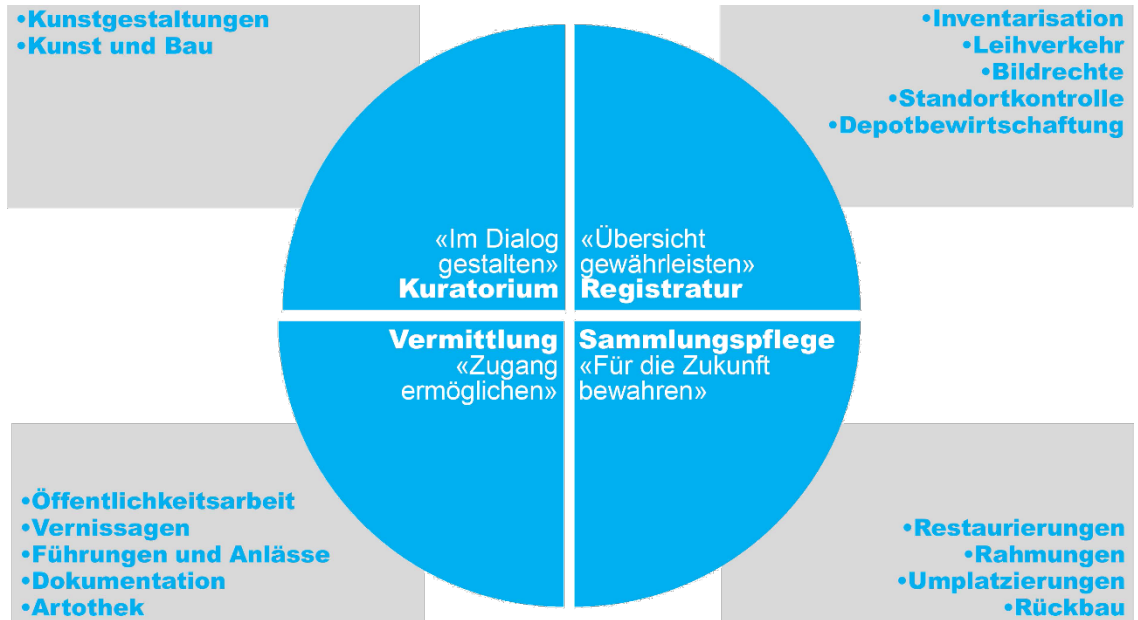 •Kunstgestaltungen
•Kunst und Bau
•Inventarisation
•Leihverkehr
•Bildrechte
•Standortkontrolle
•Depotbewirtschaftung
«Im Dialog
gestalten»
Kuratorium
«Übersicht
gewährleisten»
Registratur
Vermittlung
«Zugang
ermöglichen»
Sammlungspflege
«Für die Zukunft
bewahren»
•Öffentlichkeitsarbeit
•Vernissagen
•Führungen und Anlässe
•Dokumentation
•Artothek
•Restaurierungen
•Rahmungen
•Umplatzierungen
•Rückbau